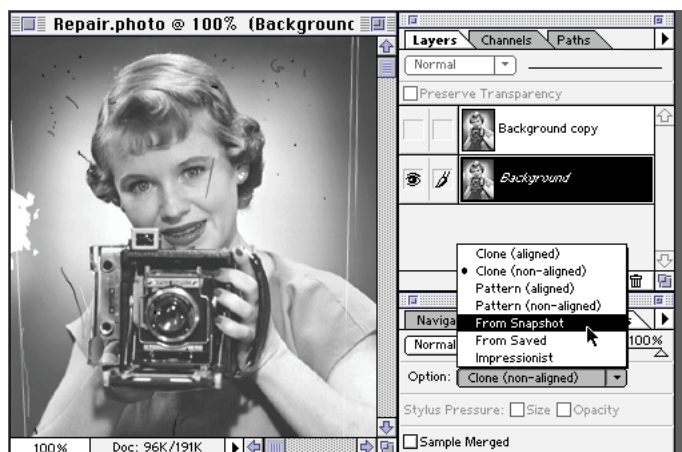 Repair.photo @ 100% (Background
Layers Channels Paths
Normal
Preserve Transparency
Background copy
Background
Clone (aligned)
Clone (non-aligned)
Pattern (aligned)
Pattern (non-aligned)
From Snapshot
From Saved
Impressionist
Naviga
Normal 100%
Option: Clone (non-aligned)
Stylus Pressure: Size Opacity
Sample Merged
100% Doc: 96K/191K